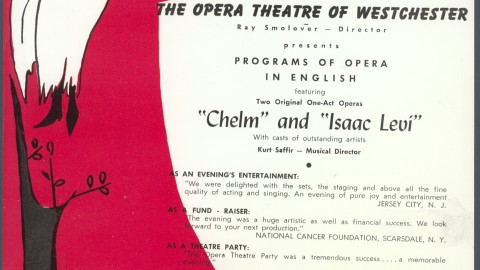 THE OPERA THEATRE OF WESTCHESTER
Ray Smolover — Director
presents
PROGRAMS OF OPERA
IN ENGLISH
featuring
Two Original One-Act Operas
"Chelm" and "Isaac Levi"
With casts of outstanding artists
Kurt Saffir — Musical Director
AS AN EVENING'S ENTERTAINMENT:
"We were delighted with the sets, the staging and above all the fine
quality of acting and singing. An evening of pure joy and entertainment
JERSEY CITY, N. J.
AS A FUND - RAISER:
"The evening was a huge artistic as well as financial success. We look
forward to your next production."
NATIONAL CANCER FOUNDATION, SCARSDALE, N. Y.
AS A THEATRE PARTY:
"The Opera Theatre Party was a tremendous success....a memorable